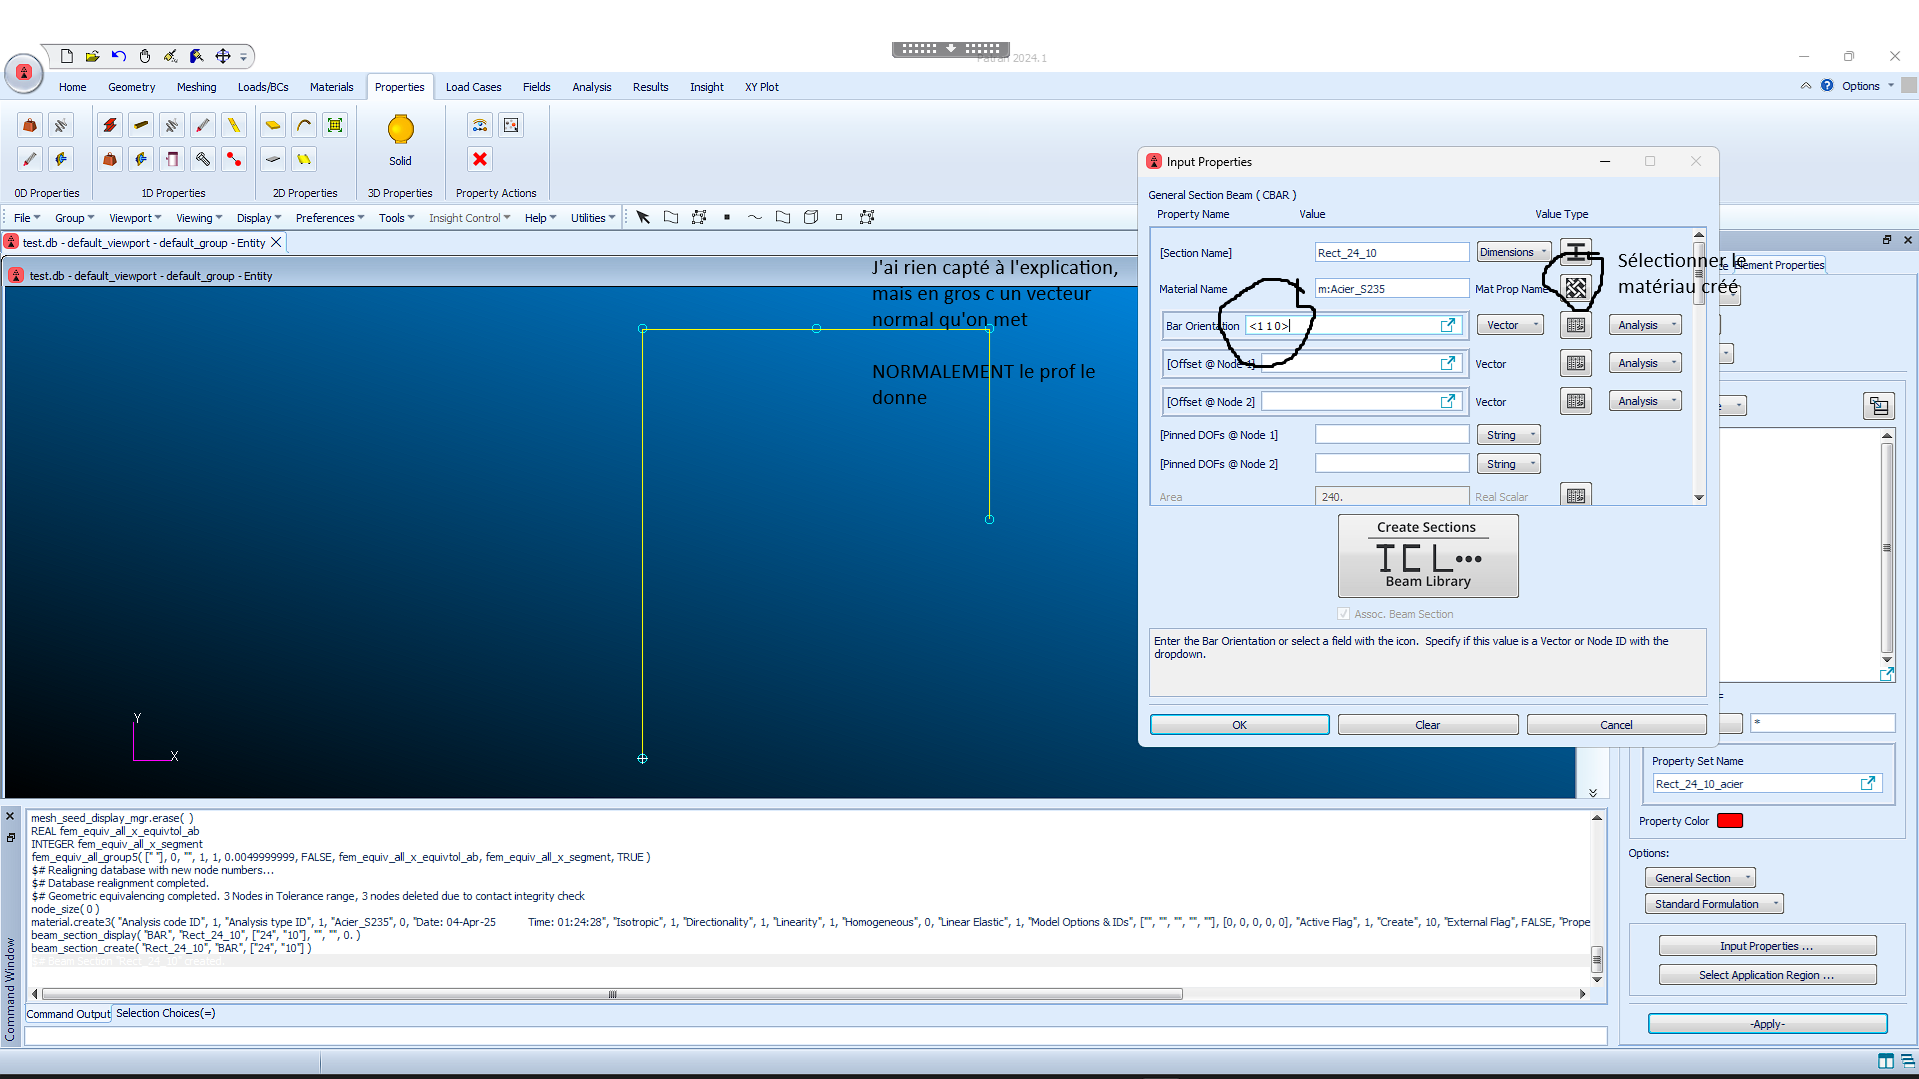 Patran 2024.1
Home Geometry Meshing Loads/BCs Materials Properties Load Cases Fields Analysis Results Insight XY Plot
Options
Solid
0D Properties 1D Properties 2D Properties 3D Properties Property Actions
File Group Viewport Viewing Display Preferences Tools Insight Control Help Utilities
test.db - default_viewport - default_group - Entity
test.db - default_viewport - default_group - Entity
J'ai rien capté à l'explication,
mais en gros c un vecteur
normal qu'on met
NORMALEMENT le prof le
donne
Y
X
Input Properties
General Section Beam ( CBAR )
Property Name Value Value Type
[Section Name] Rect_24_10 Dimensions
Material Name m:Acier_S235 Mat Prop Name
Bar Orientation <1 1 0> Vector Analysis
[Offset @ Node 1] Vector Analysis
[Offset @ Node 2] Vector Analysis
[Pinned DOFs @ Node 1] String
[Pinned DOFs @ Node 2] String
Area 240. Real Scalar
Create Sections
Beam Library
Assoc. Beam Section
Enter the Bar Orientation or select a field with the icon. Specify if this value is a Vector or Node ID with the
dropdown.
OK Clear Cancel
Sélectionner le
matériau créé
Element Properties
*
Property Set Name
Rect_24_10_acier
Property Color
Options:
General Section
Standard Formulation
Input Properties ...
Select Application Region ...
-Apply-
mesh_seed_display_mgr.erase( )
REAL fem_equiv_all_x_equivtol_ab
INTEGER fem_equiv_all_x_segment
fem_equiv_all_group5( [" "], 0, "", 1, 1, 0.0049999999, FALSE, fem_equiv_all_x_equivtol_ab, fem_equiv_all_x_segment, TRUE )
$# Realigning database with new node numbers...
$# Database realignment completed.
$# Geometric equivalencing completed. 3 Nodes in Tolerance range, 3 nodes deleted due to contact integrity check
node_size( 0 )
material.create3( "Analysis code ID", 1, "Analysis type ID", 1, "Acier_S235", 0, "Date: 04-Apr-25 Time: 01:24:28", "Isotropic", 1, "Directionality", 1, "Linearity", 1, "Homogeneous", 0, "Linear Elastic", 1, "Model Options & IDs", ["", "", "", "", ""], [0, 0, 0, 0, 0], "Active Flag", 1, "Create", 10, "External Flag", FALSE, "Prope
beam_section_display( "BAR", "Rect_24_10", ["24", "10"], "", "", 0. )
beam_section_create( "Rect_24_10", "BAR", ["24", "10"] )
$# Beam Section "Rect_24_10" created.
Command Window
Command Output Selection Choices(=)